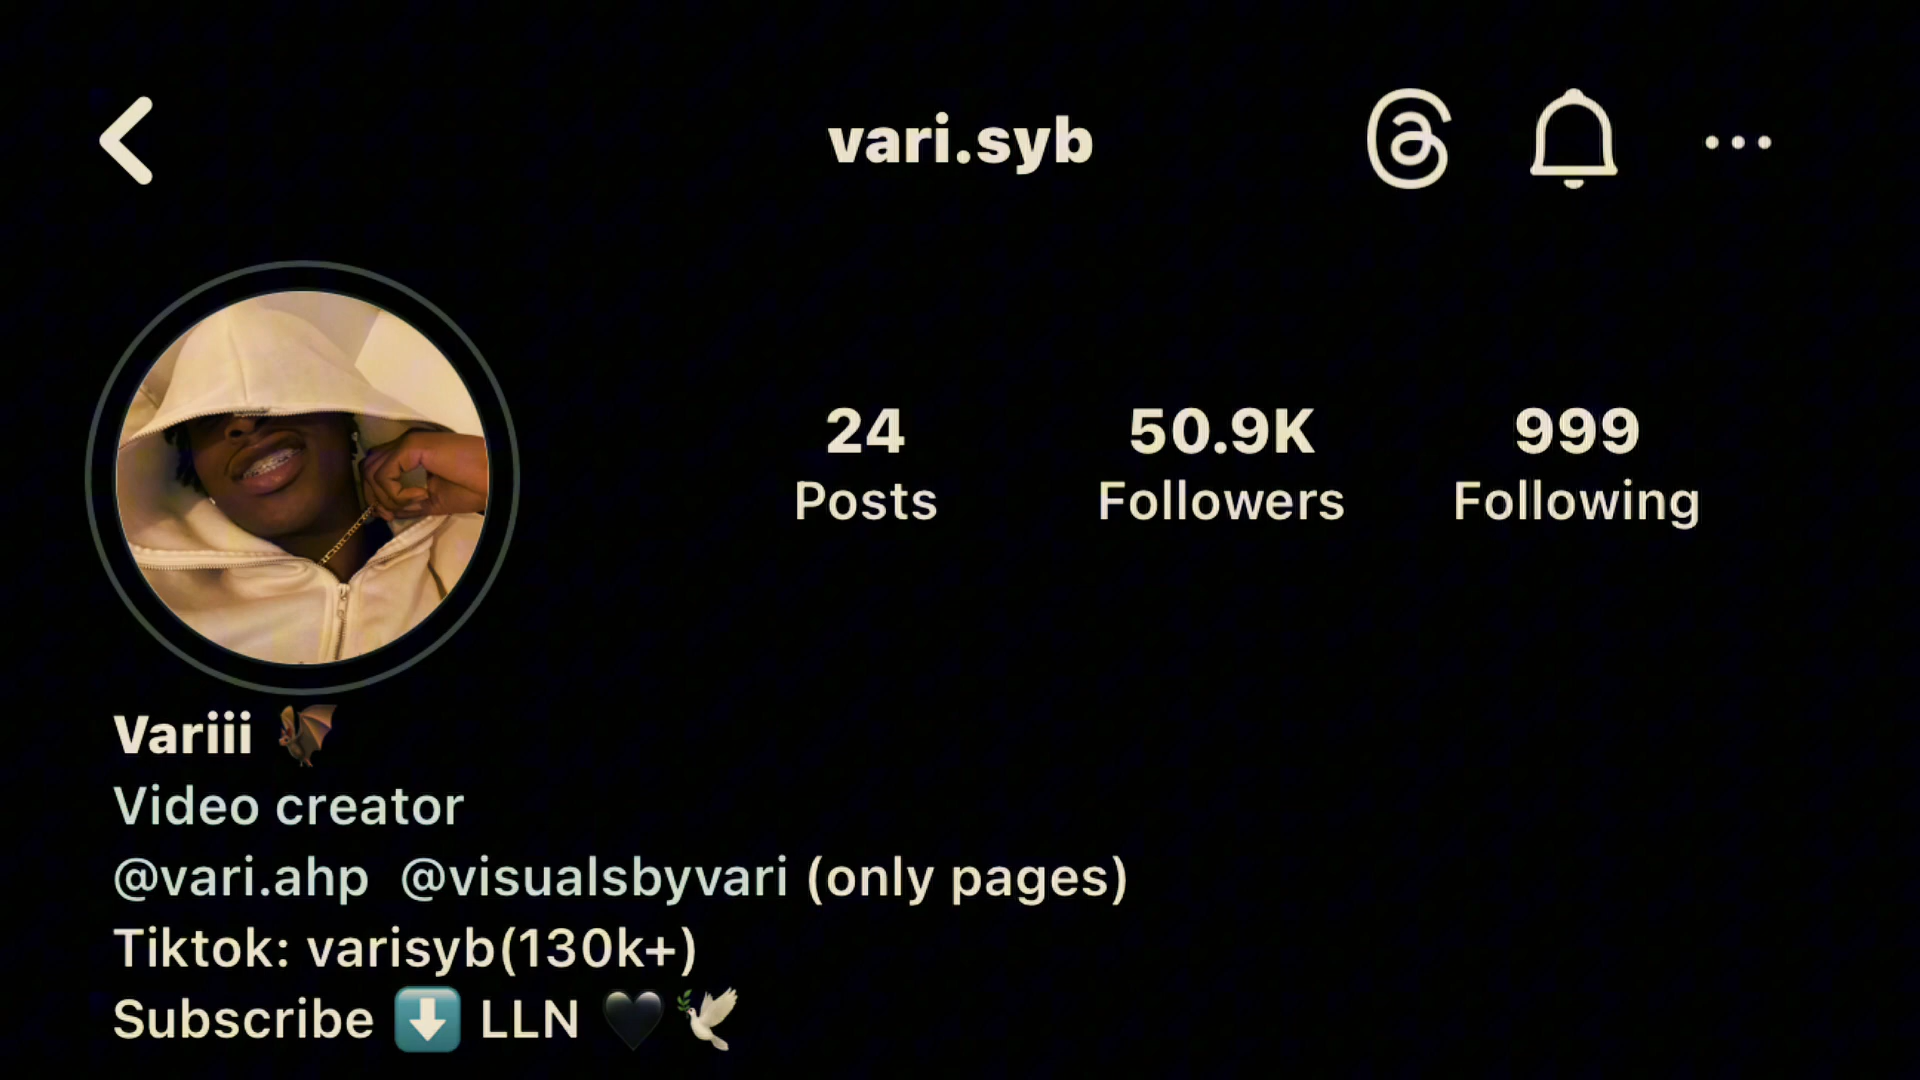 vari.syb
24 50.9K 999
Posts Followers Following
Variii 🦇
Video creator
@vari.ahp @visualsbyvari (only pages)
Tiktok: varisyb(130k+)
Subscribe ⬇️ LLN 🖤🕊️